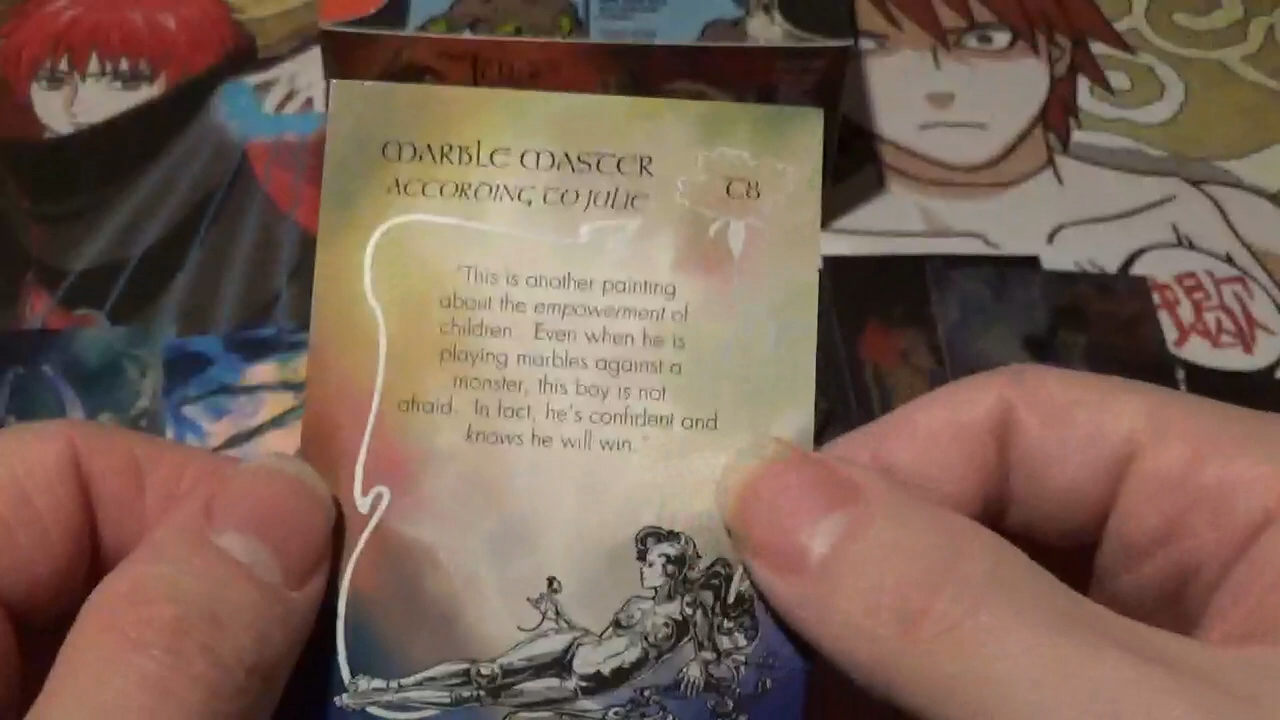 MARBLE MASTER
ACCORDING TO JULIE
C8
"This is another painting
about the empowerment of
children. Even when he is
playing marbles against a
monster, this boy is not
afraid. In fact, he's confident and
knows he will win."